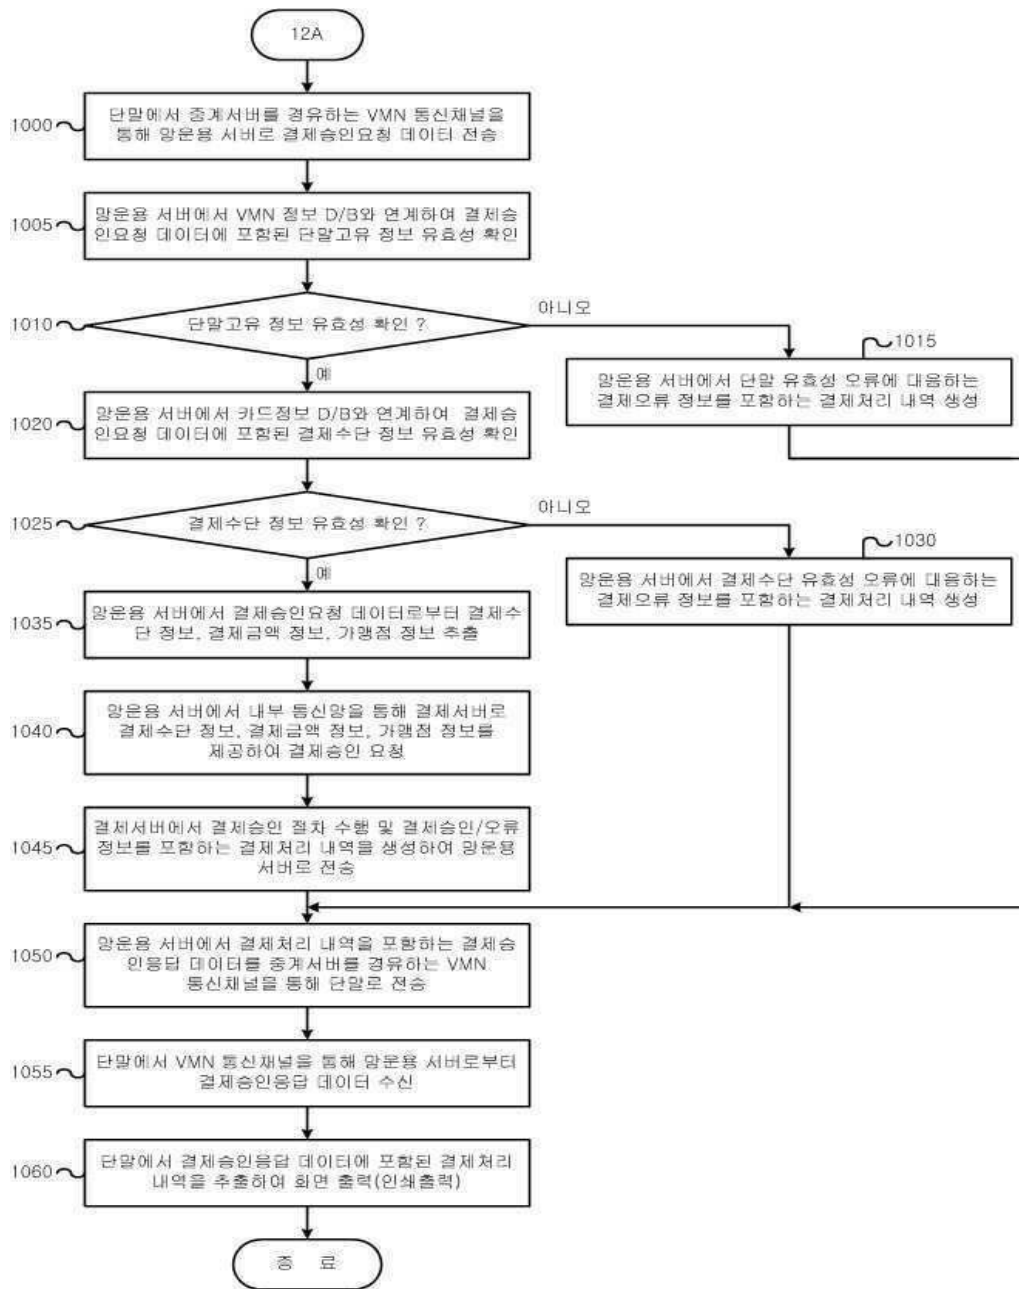 12A
1000
단말에서 중계서버를 경유하는 VMN 통신채널을
통해 망운용 서버로 결제승인요청 데이터 전송
1005
망운용 서버에서 VMN 정보 D/B와 연계하여 결제승
인요청 데이터에 포함된 단말고유 정보 유효성 확인
1010
단말고유 정보 유효성 확인 ?
아니오
예
1015
망운용 서버에서 단말 유효성 오류에 대응하는
결제오류 정보를 포함하는 결제처리 내역 생성
1020
망운용 서버에서 카드정보 D/B와 연계하여 결제승
인요청 데이터에 포함된 결제수단 정보 유효성 확인
1025
결제수단 정보 유효성 확인 ?
아니오
예
1030
망운용 서버에서 결제수단 유효성 오류에 대응하는
결제오류 정보를 포함하는 결제처리 내역 생성
1035
망운용 서버에서 결제승인요청 데이터로부터 결제수
단 정보, 결제금액 정보, 가맹점 정보 추출
1040
망운용 서버에서 내부 통신망을 통해 결제서버로
결제수단 정보, 결제금액 정보, 가맹점 정보를
제공하여 결제승인 요청
1045
결제서버에서 결제승인 절차 수행 및 결제승인/오류
정보를 포함하는 결제처리 내역을 생성하여 망운용
서버로 전송
1050
망운용 서버에서 결제처리 내역을 포함하는 결제승
인응답 데이터를 중계서버를 경유하는 VMN
통신채널을 통해 단말로 전송
1055
단말에서 VMN 통신채널을 통해 망운용 서버로부터
결제승인응답 데이터 수신
1060
단말에서 결제승인응답 데이터에 포함된 결제처리
내역을 추출하여 화면 출력(인쇄출력)
종 료